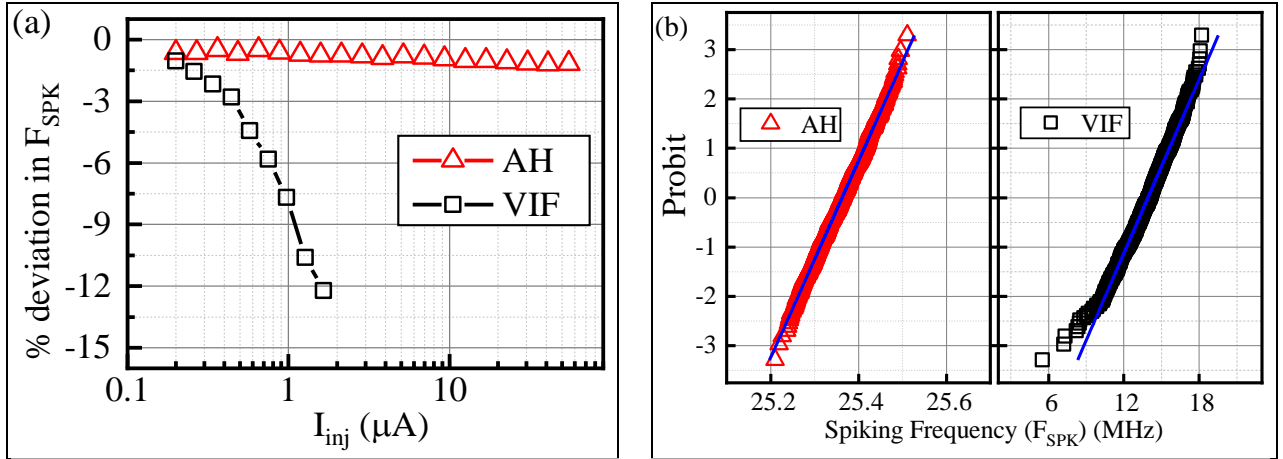 (a)
0
-3
-6
-9
-12
-15
% deviation in F_SPK
AH
VIF
0.1 1 10
I_inj (μA)
(b)
3
2
1
0
-1
-2
-3
Probit
AH
VIF
25.2 25.4 25.6 6 12 18
Spiking Frequency (F_SPK) (MHz)